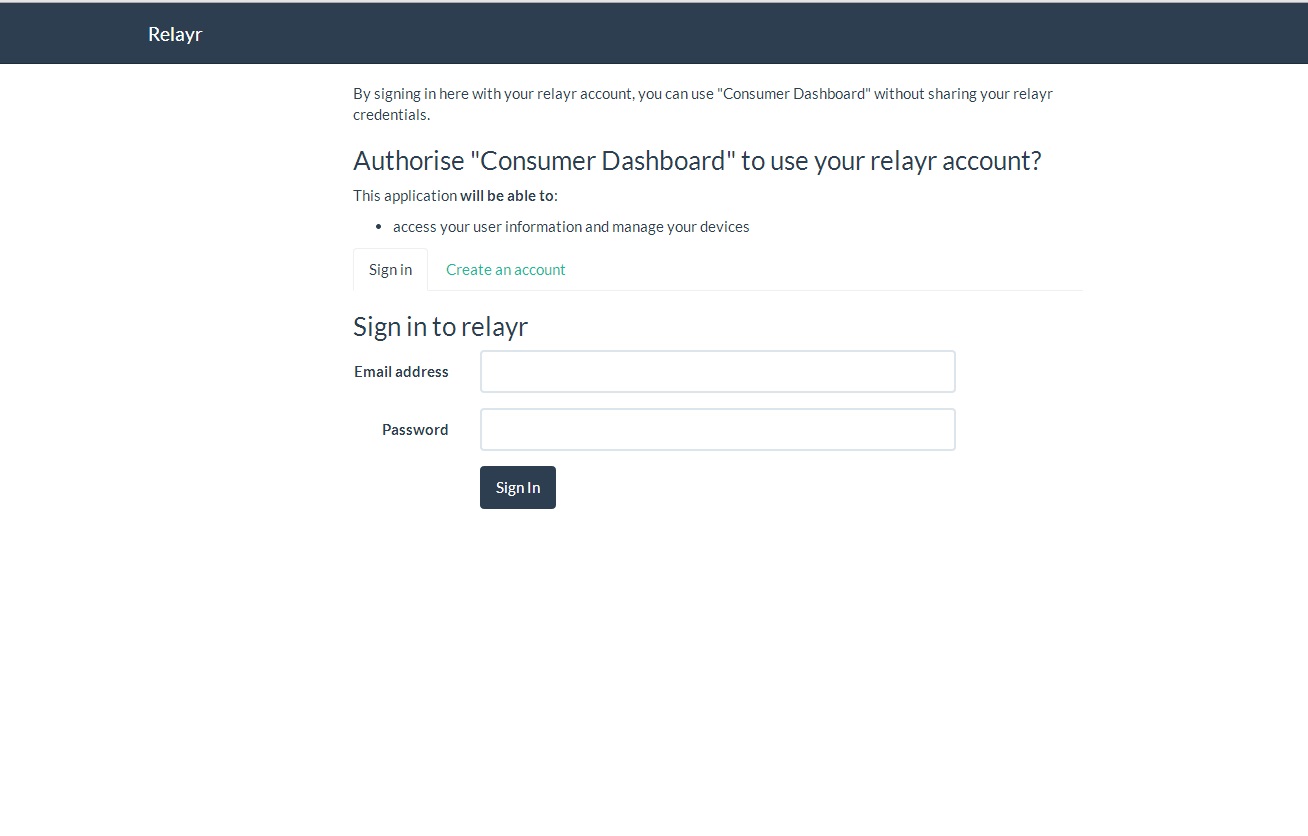 Relayr
By signing in here with your relayr account, you can use "Consumer Dashboard" without sharing your relayr
credentials.
Authorise "Consumer Dashboard" to use your relayr account?
This application will be able to:
• access your user information and manage your devices
Sign in Create an account
Sign in to relayr
Email address
Password
Sign In